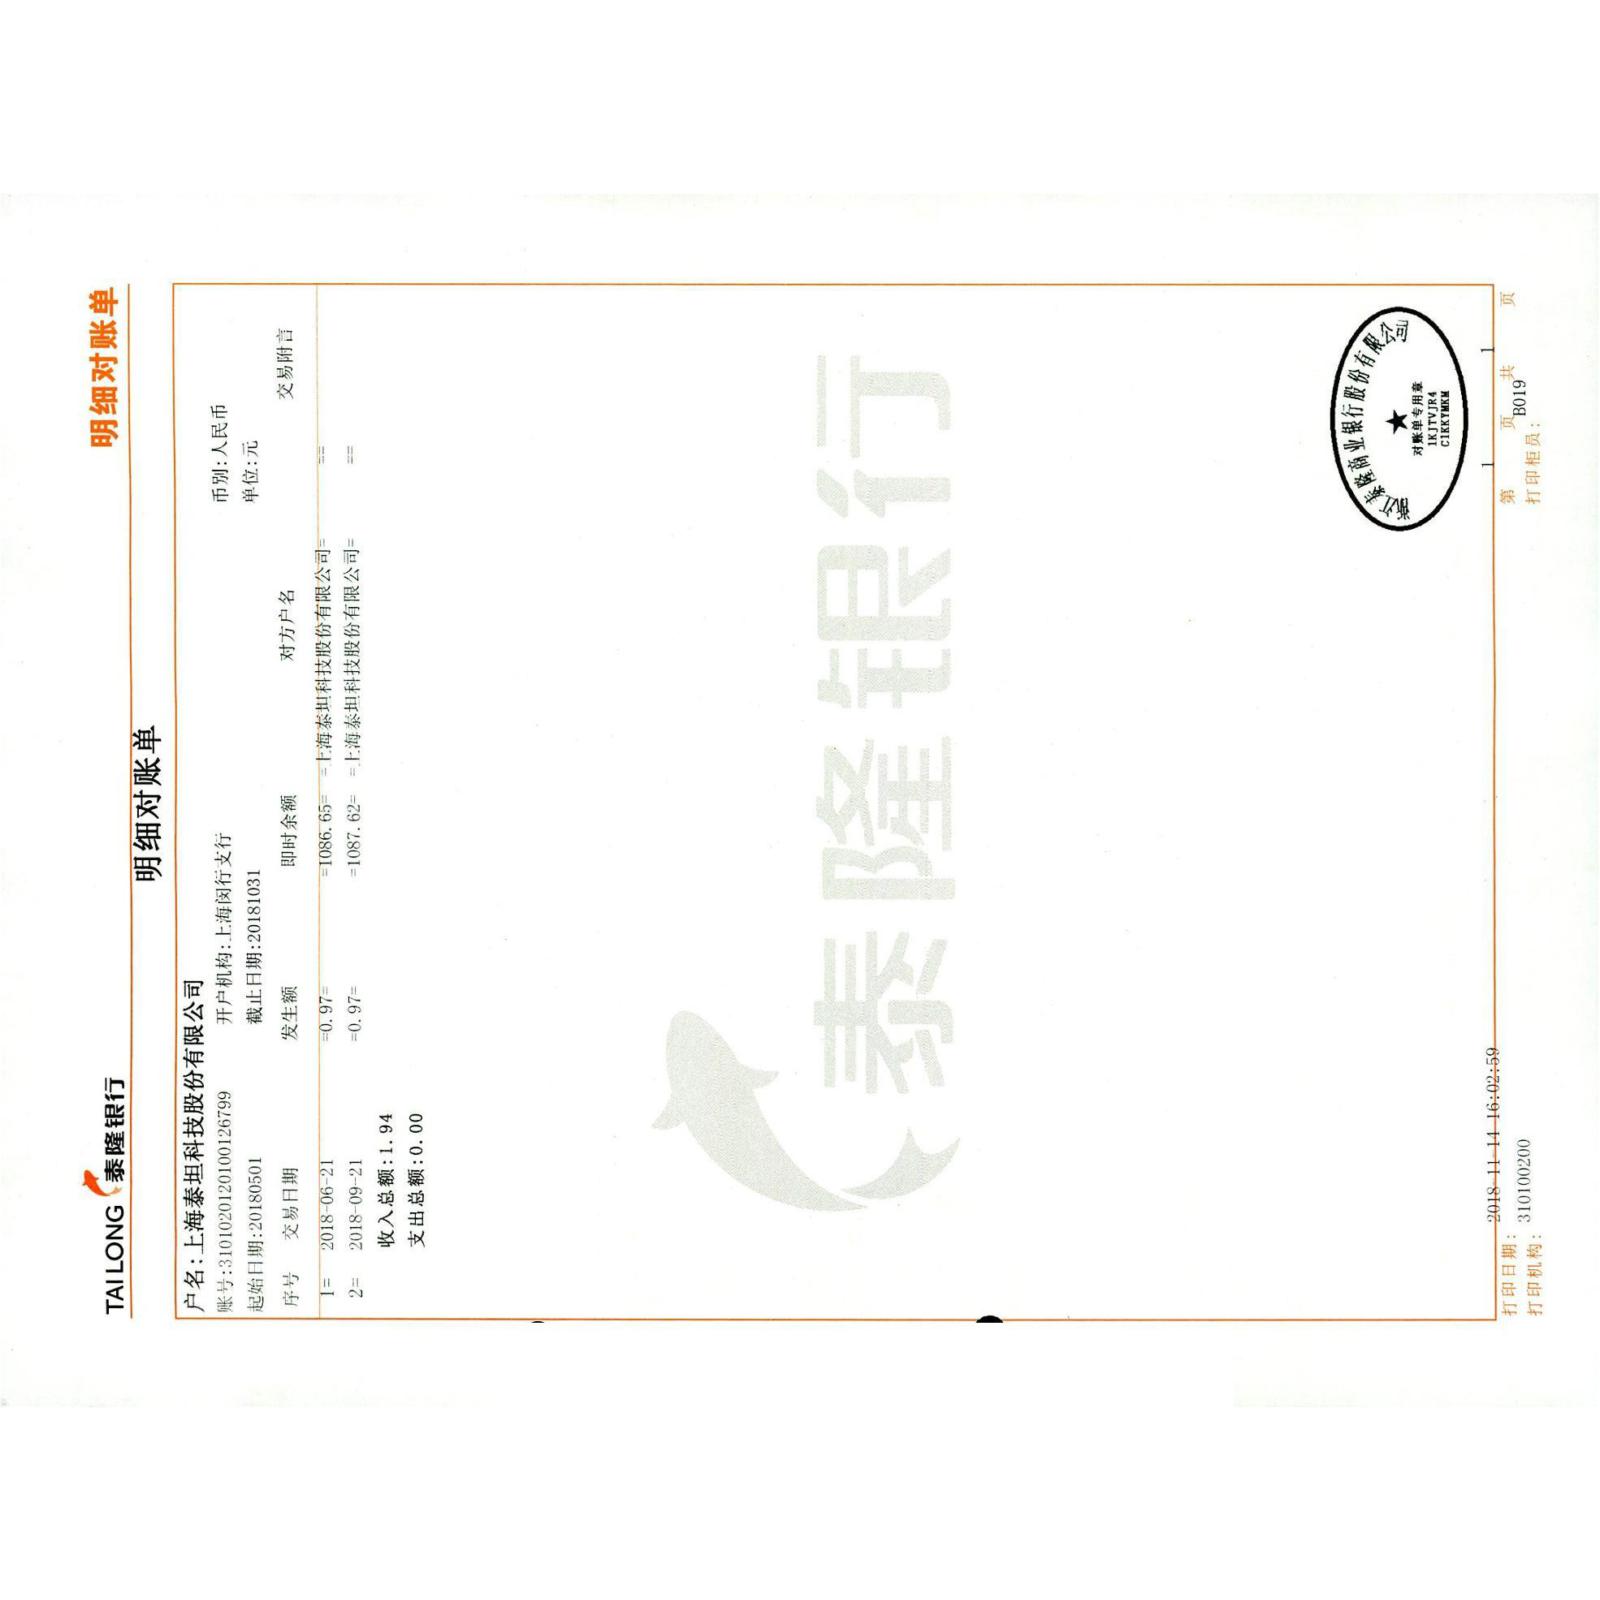 TAILONG 泰隆银行 明细对账单
明细对账单
户名:上海泰坦科技股份有限公司
账号:3101020120100126799 开户机构:上海闵行支行 币别:人民币
起始日期:20180501 截止日期:20181031 单位:元
序号 交易日期 发生额 即时余额 对方户名 交易附言
1= 2018-06-21 =0.97= =1086.65= =上海泰坦科技股份有限公司= ==
2= 2018-09-21 =0.97= =1087.62= =上海泰坦科技股份有限公司= ==
收入总额:1.94
支出总额:0.00
泰隆银行
浙江泰隆商业银行股份有限公司
对账单专用章
1KJTVJR4
C1KKYMKM
打印日期: 2018-11-14 16:02:59 第 1 页 共 1 页
打印机构: 310100200 打印柜员: B019